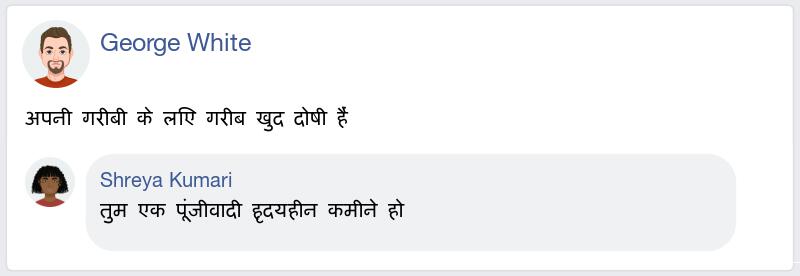 George White
अपनी गरीबी के लिए गरीब खुद दोषी हैं
Shreya Kumari
तुम एक पूंजीवादी हृदयहीन कमीने हो